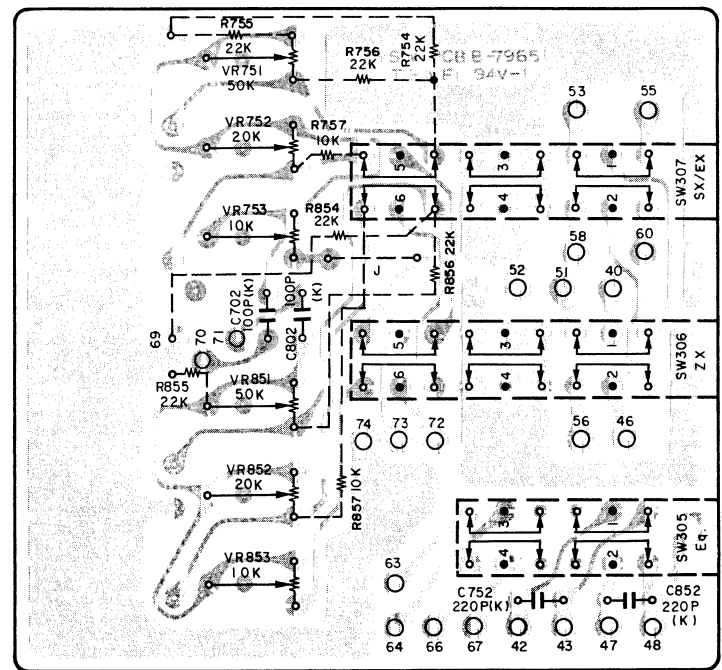 R755
22K
R756
22K
R754
22K
PCB E-7965
94V-
VR751
50K
53
55
VR752
20K
R757
10K
5
3
1
6
4
2
SW307
SX/EX
VR753
10K
R854
22K
58
60
J
R856 22K
52
51
40
C702
100P(K)
100P
(K)
C802
69
70
71
5
3
1
6
4
2
SW306
ZX
R855
22K
VR851
50K
74
73
72
56
46
VR852
20K
R857 10K
3
1
4
2
SW305
Eq.
VR853
10K
63
C752
220P(K)
C852
220P
(K)
64
66
67
42
43
47
48